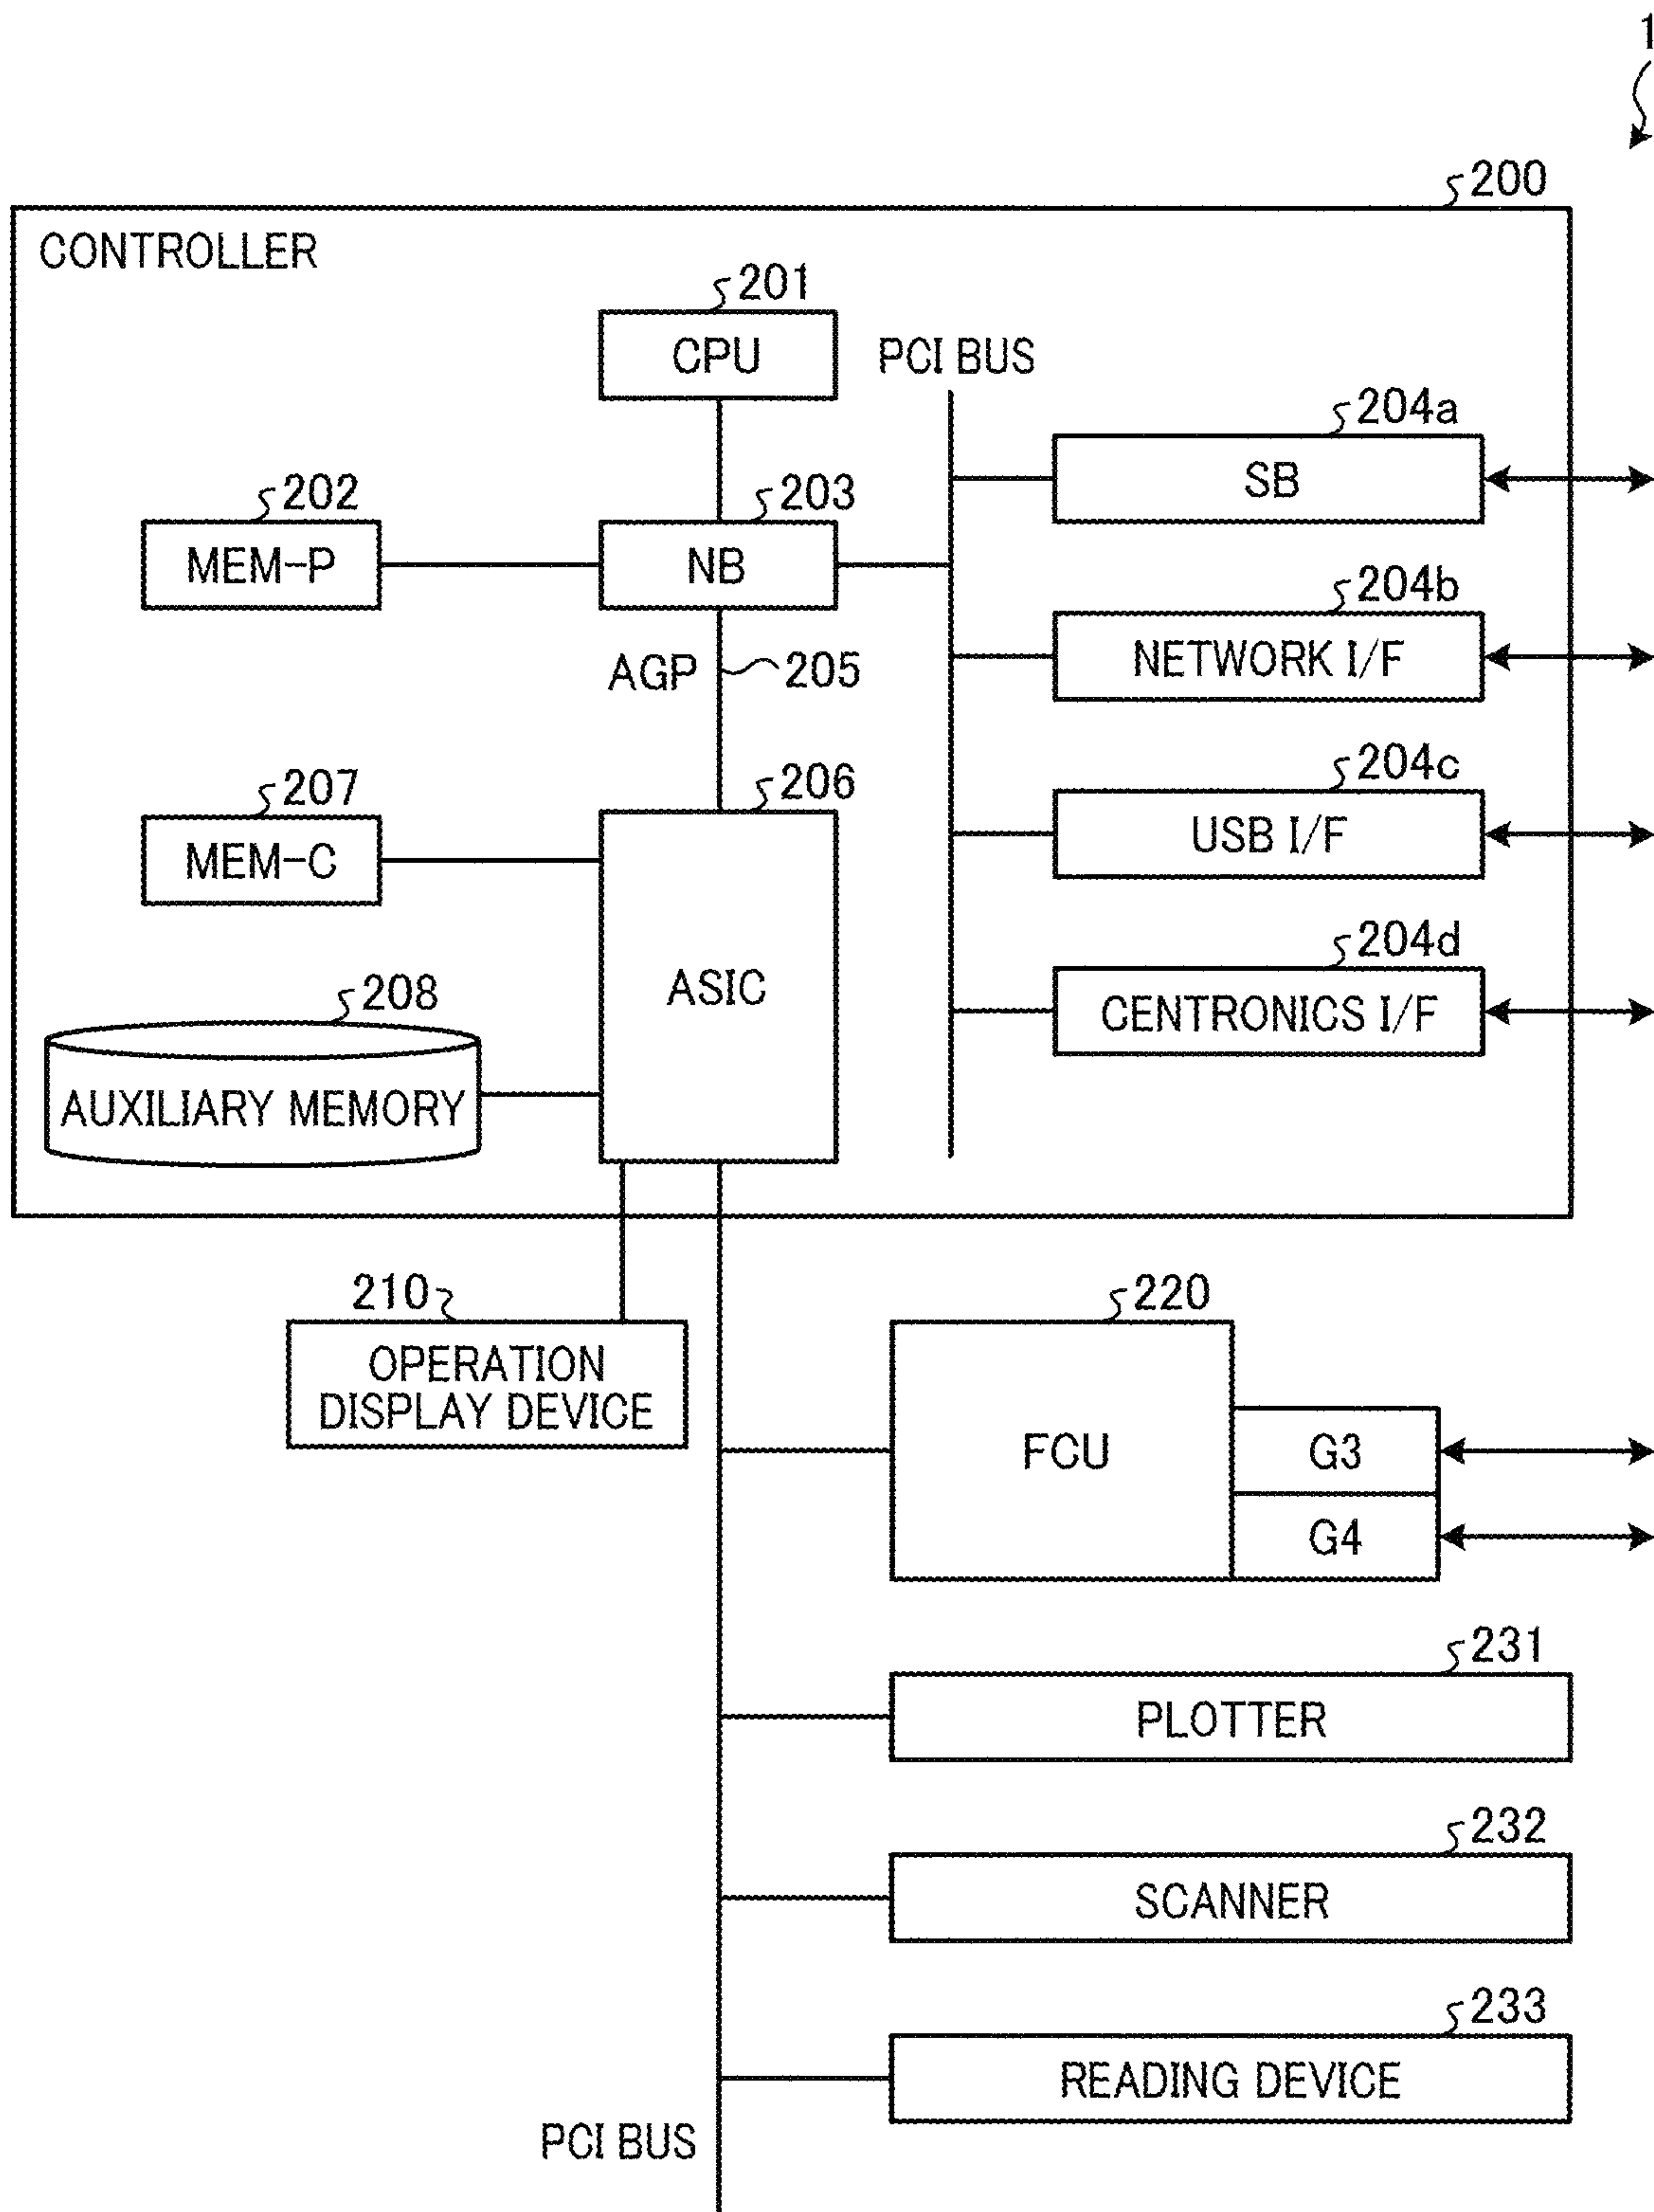 1
200
CONTROLLER
201
CPU
PCI BUS
204a
SB
202
MEM-P
203
NB
204b
NETWORK I/F
AGP
205
204c
USB I/F
207
MEM-C
206
ASIC
204d
CENTRONICS I/F
208
AUXILIARY MEMORY
210
OPERATION
DISPLAY DEVICE
220
FCU
G3
G4
231
PLOTTER
232
SCANNER
233
READING DEVICE
PCI BUS